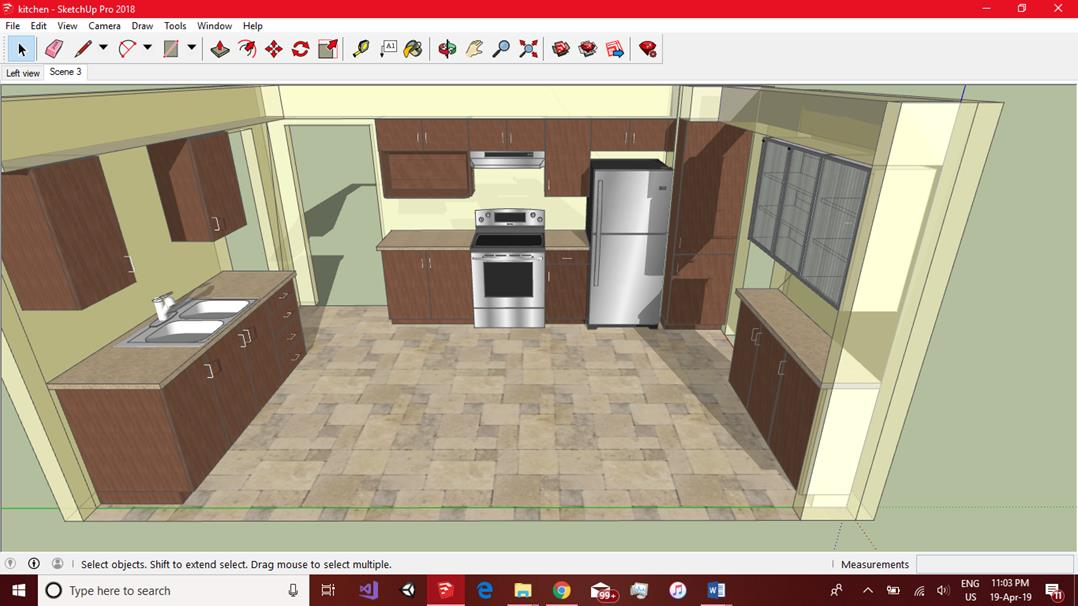 kitchen - SketchUp Pro 2018
File Edit View Camera Draw Tools Window Help
A1
Left view Scene 3
Select objects. Shift to extend select. Drag mouse to select multiple.
Measurements
Type here to search
99+
W
ENG
US
11:03 PM
19-Apr-19
11